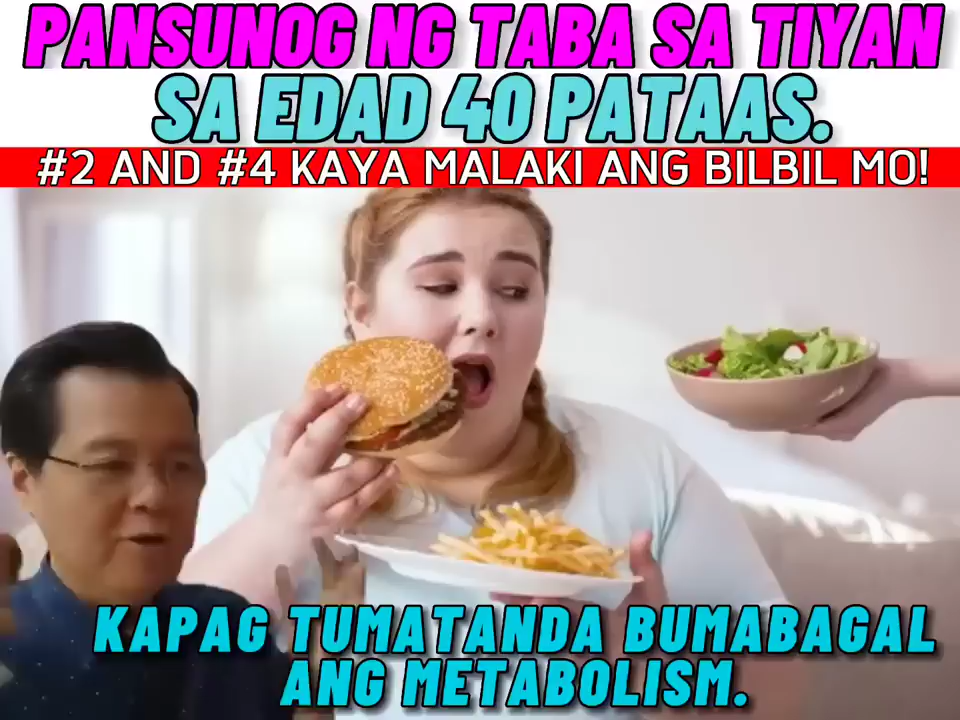 PANSUNOG NG TABA SA TIYAN
SA EDAD 40 PATAAS.
#2 AND #4 KAYA MALAKI ANG BILBIL MO!
KAPAG TUMATANDA BUMABAGAL
ANG METABOLISM.